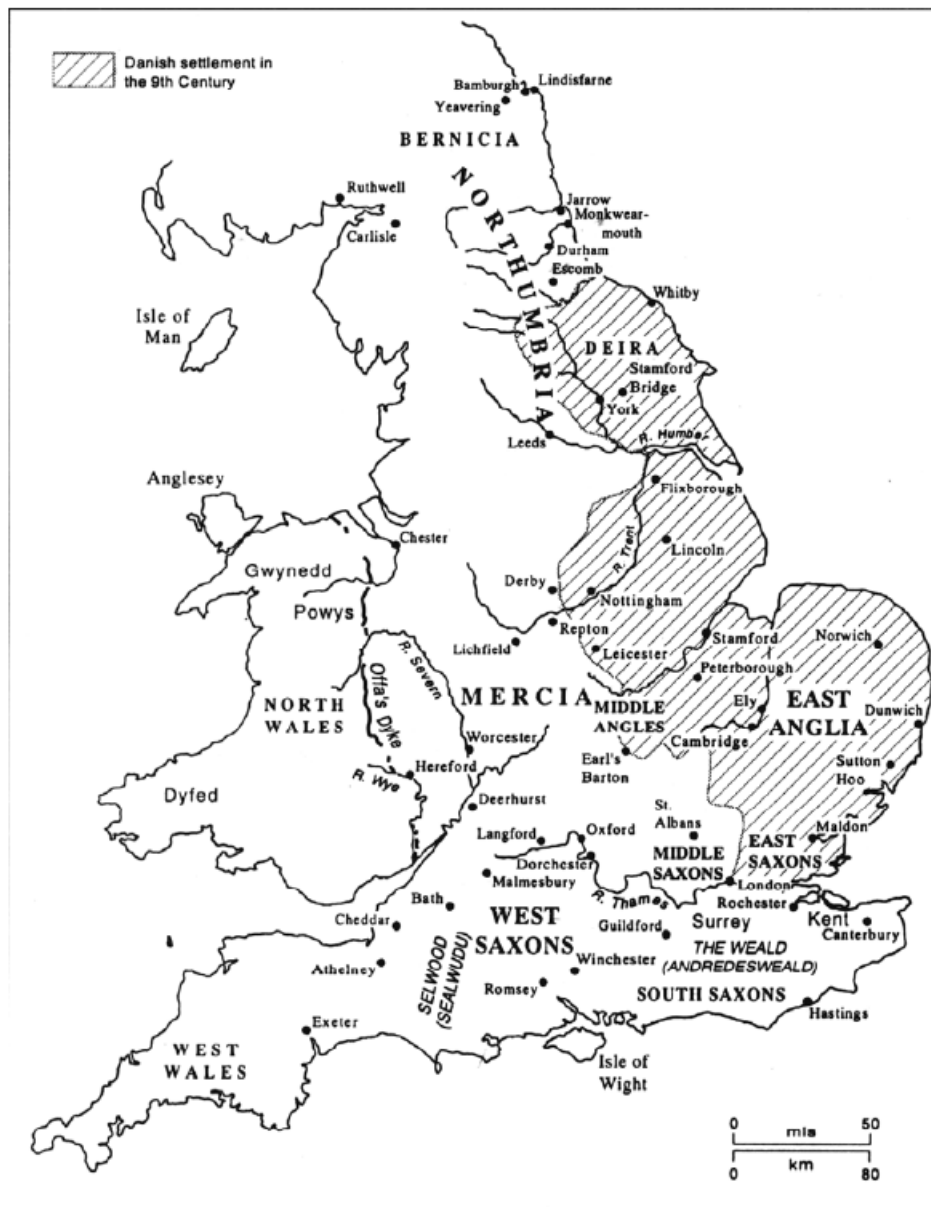 Danish settlement in
the 9th Century
Bamburgh
Lindisfarne
Yeavering
BERNICIA
NORTHUMBRIA
Ruthwell
Carlisle
Jarrow
Monkwear-
mouth
Durham
Escomb
Whitby
Isle of
Man
DEIRA
Stamford
Bridge
York
Leeds
R. Humber
Anglesey
Flixborough
Chester
R. Trent
Lincoln
Gwynedd
Derby
Nottingham
Powys
Repton
Lichfield
Leicester
Stamford
Norwich
Peterborough
R. Severn
Offa's Dyke
MERCIA
NORTH
WALES
MIDDLE
ANGLES
Ely
EAST
ANGLIA
Dunwich
Cambridge
Worcester
Earl's
Barton
Sutton
Hoo
R. Wye
Hereford
Dyfed
Deerhurst
St.
Albans
Maldon
Langford
Oxford
EAST
SAXONS
MIDDLE
SAXONS
Dorchester
Malmesbury
London
R. Thames
Rochester
Bath
WEST
SAXONS
Surrey
Kent
Cheddar
Guildford
Canterbury
THE WEALD
(ANDREDESWEALD)
SELWOOD
(SEALWUDU)
Athelney
Winchester
Romsey
SOUTH SAXONS
Hastings
Exeter
WEST
WALES
Isle of
Wight
0 50
mls
km
0 80